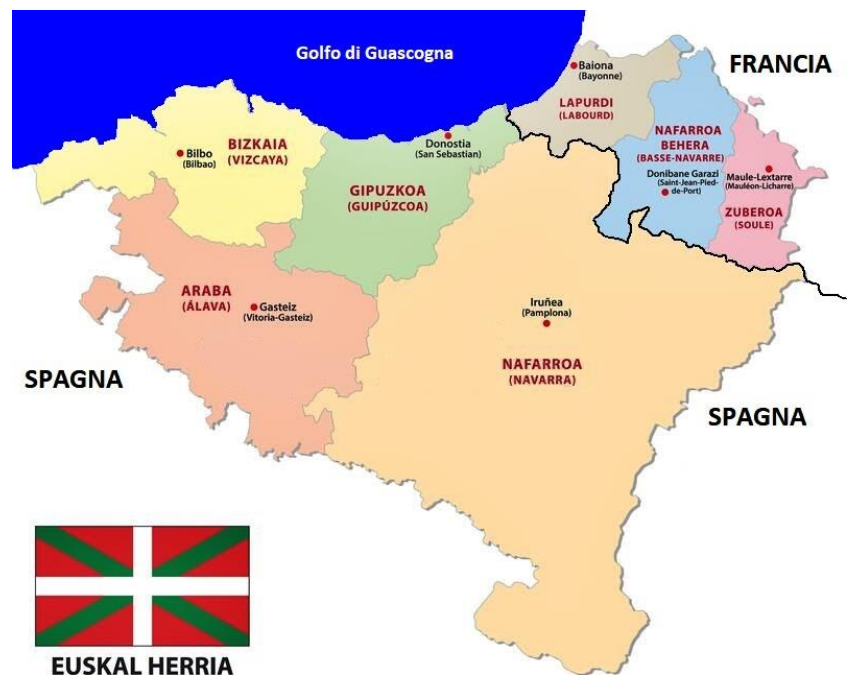 Golfo di Guascogna
FRANCIA
Baiona
(Bayonne)
LAPURDI
(LABOURD)
NAFARROA
BEHERA
(BASSE-NAVARRE)
Donibane Garazi
(Saint-Jean-Pied-
de-Port)
Maule-Lextarre
(Mauléon-Licharre)
ZUBEROA
(SOULE)
BIZKAIA
(VIZCAYA)
Bilbo
(Bilbao)
Donostia
(San Sebastian)
GIPUZKOA
(GUIPÚZCOA)
ARABA
(ÁLAVA)
Gasteiz
(Vitoria-Gasteiz)
Iruñea
(Pamplona)
NAFARROA
(NAVARRA)
SPAGNA
SPAGNA
EUSKAL HERRIA